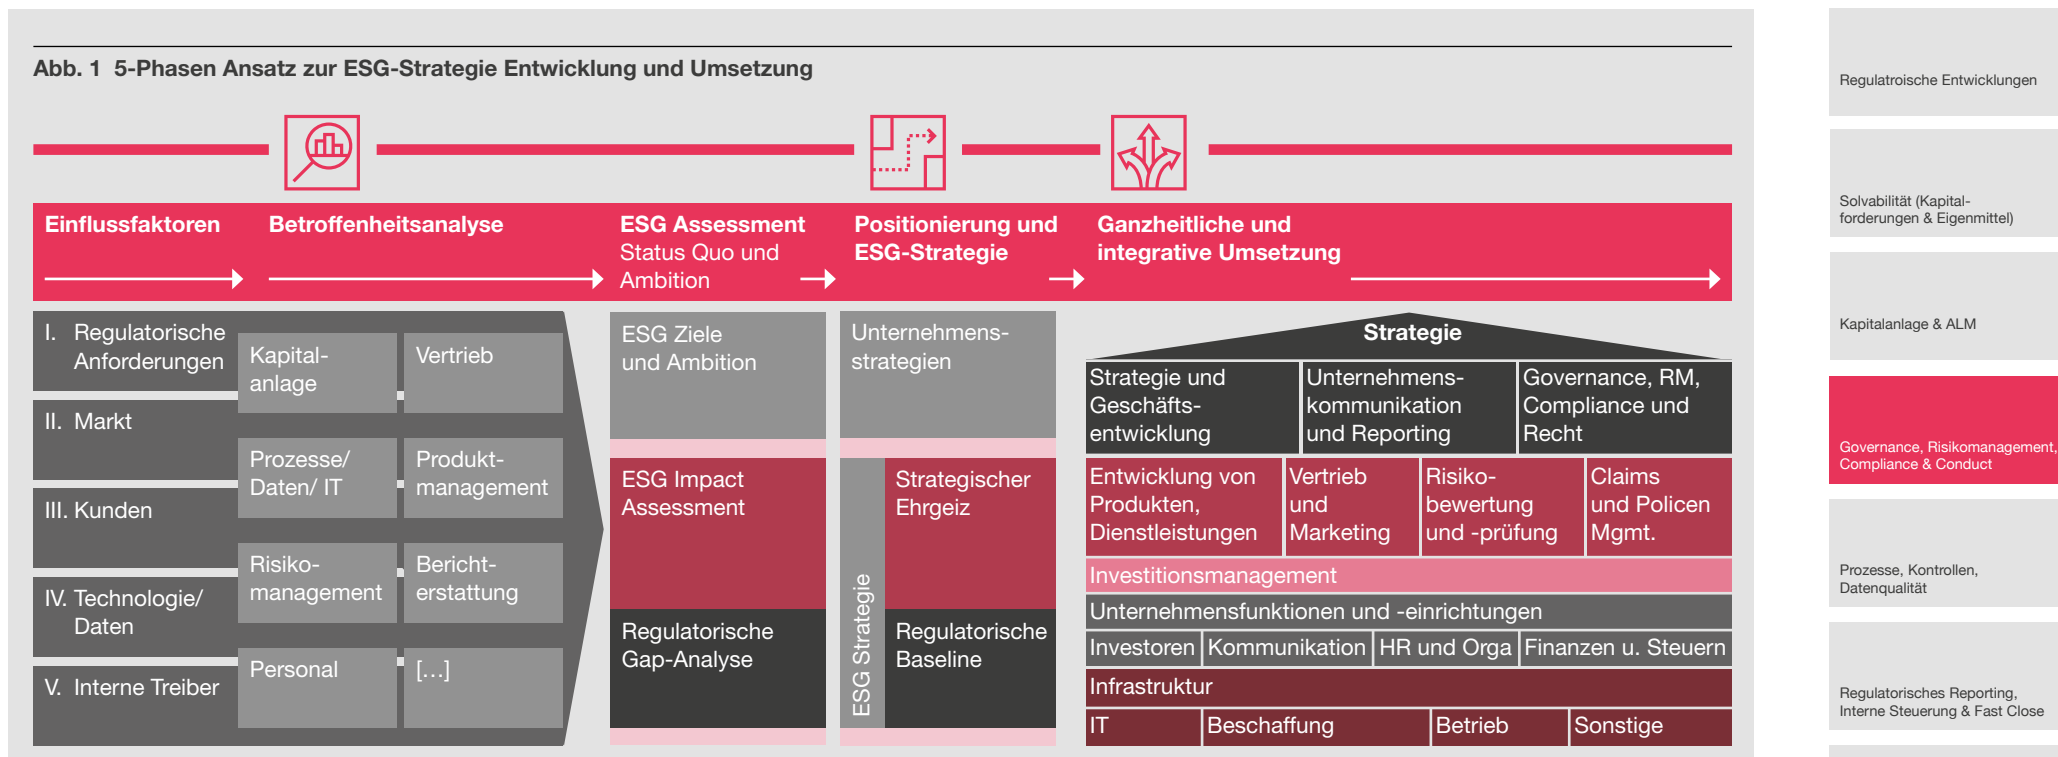 Abb. 1 5-Phasen Ansatz zur ESG-Strategie Entwicklung und Umsetzung
Einflussfaktoren
Betroffenheitsanalyse
ESG Assessment
Status Quo und
Ambition
Positionierung und
ESG-Strategie
Ganzheitliche und
integrative Umsetzung
I. Regulatorische
Anforderungen
II. Markt
III. Kunden
IV. Technologie/
Daten
V. Interne Treiber
Kapital-
anlage
Vertrieb
Prozesse/
Daten/ IT
Produkt-
management
Risiko-
management
Bericht-
erstattung
Personal
[…]
ESG Ziele
und Ambition
ESG Impact
Assessment
Regulatorische
Gap-Analyse
Unternehmens-
strategien
ESG Strategie
Strategischer
Ehrgeiz
Regulatorische
Baseline
Strategie
Strategie und
Geschäfts-
entwicklung
Unternehmens-
kommunikation
und Reporting
Governance, RM,
Compliance und
Recht
Entwicklung von
Produkten,
Dienstleistungen
Vertrieb
und
Marketing
Risiko-
bewertung
und -prüfung
Claims
und Policen
Mgmt.
Investitionsmanagement
Unternehmensfunktionen und -einrichtungen
Investoren
Kommunikation
HR und Orga
Finanzen u. Steuern
Infrastruktur
IT
Beschaffung
Betrieb
Sonstige
Regulatroische Entwicklungen
Solvabilität (Kapital-
forderungen & Eigenmittel)
Kapitalanlage & ALM
Governance, Risikomanagement,
Compliance & Conduct
Prozesse, Kontrollen,
Datenqualität
Regulatorisches Reporting,
Interne Steuerung & Fast Close